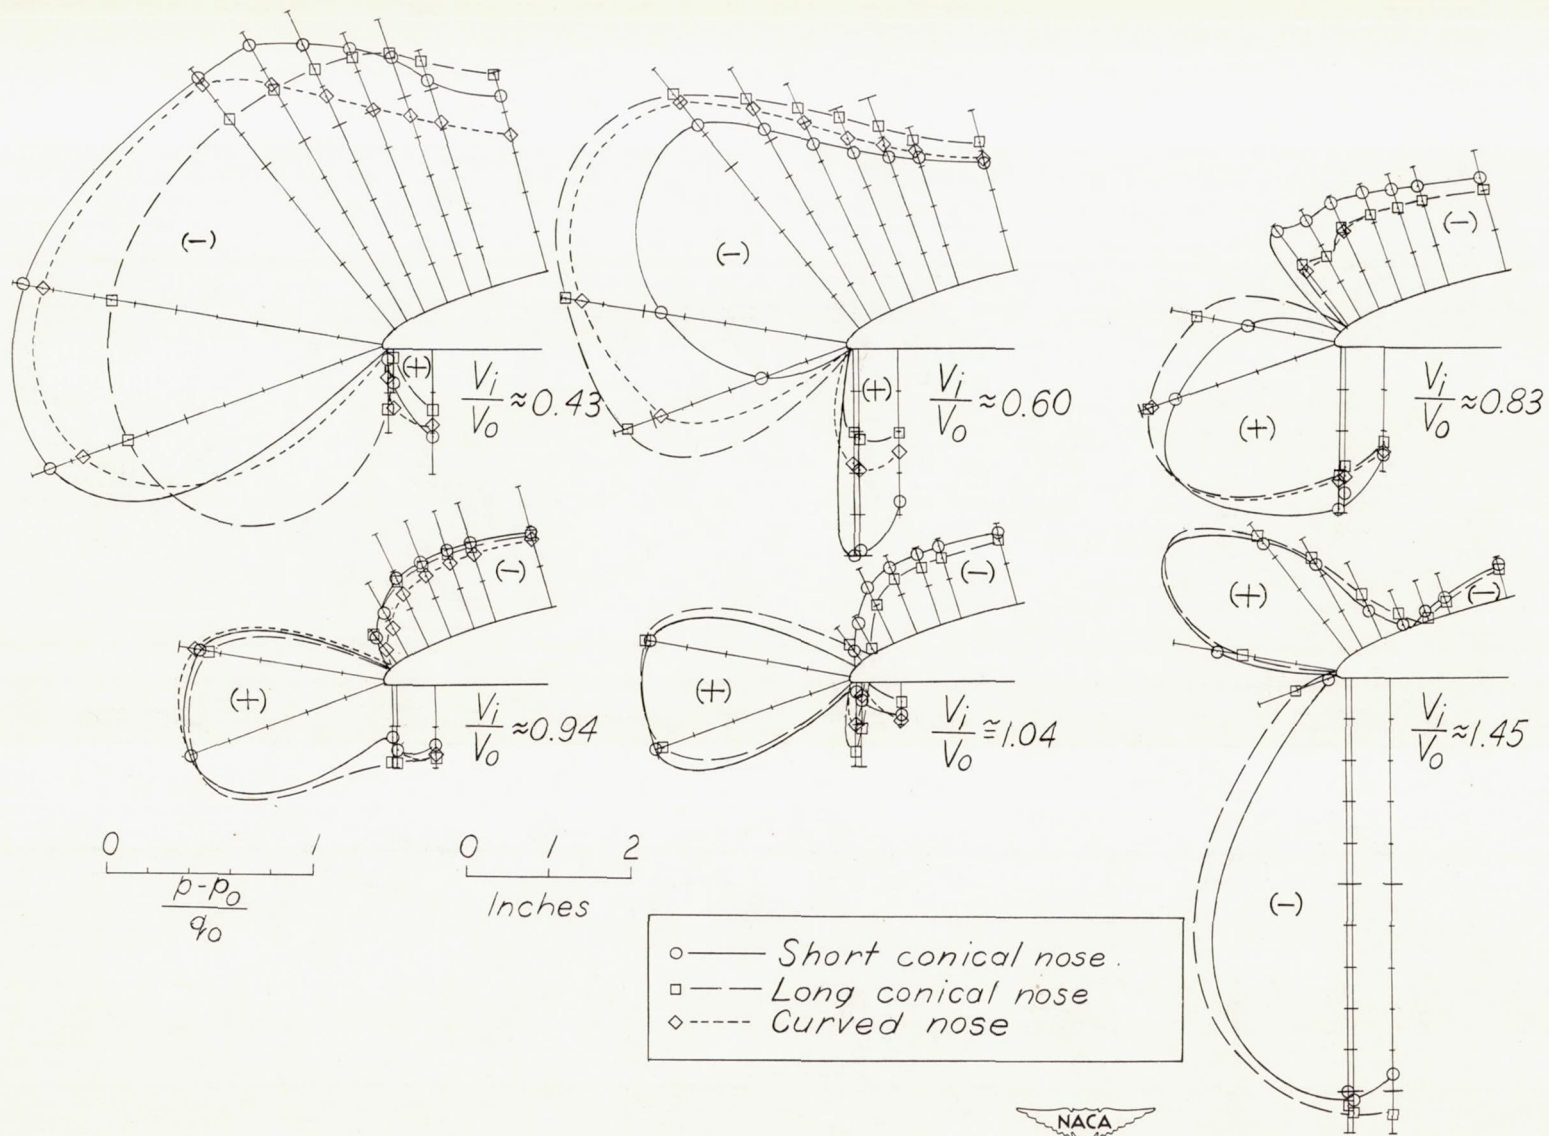 (-)
(+)
Vi/Vo ≈0.43
(-)
(+)
Vi/Vo ≈0.60
(-)
(+)
Vi/Vo ≈0.83
(-)
(+)
Vi/Vo ≈0.94
(-)
(+)
Vi/Vo ≅1.04
(+)
(-)
Vi/Vo ≈1.45
(-)
0 1
p-po
qo
0 1 2
Inches
Short conical nose.
Long conical nose
Curved nose
NACA